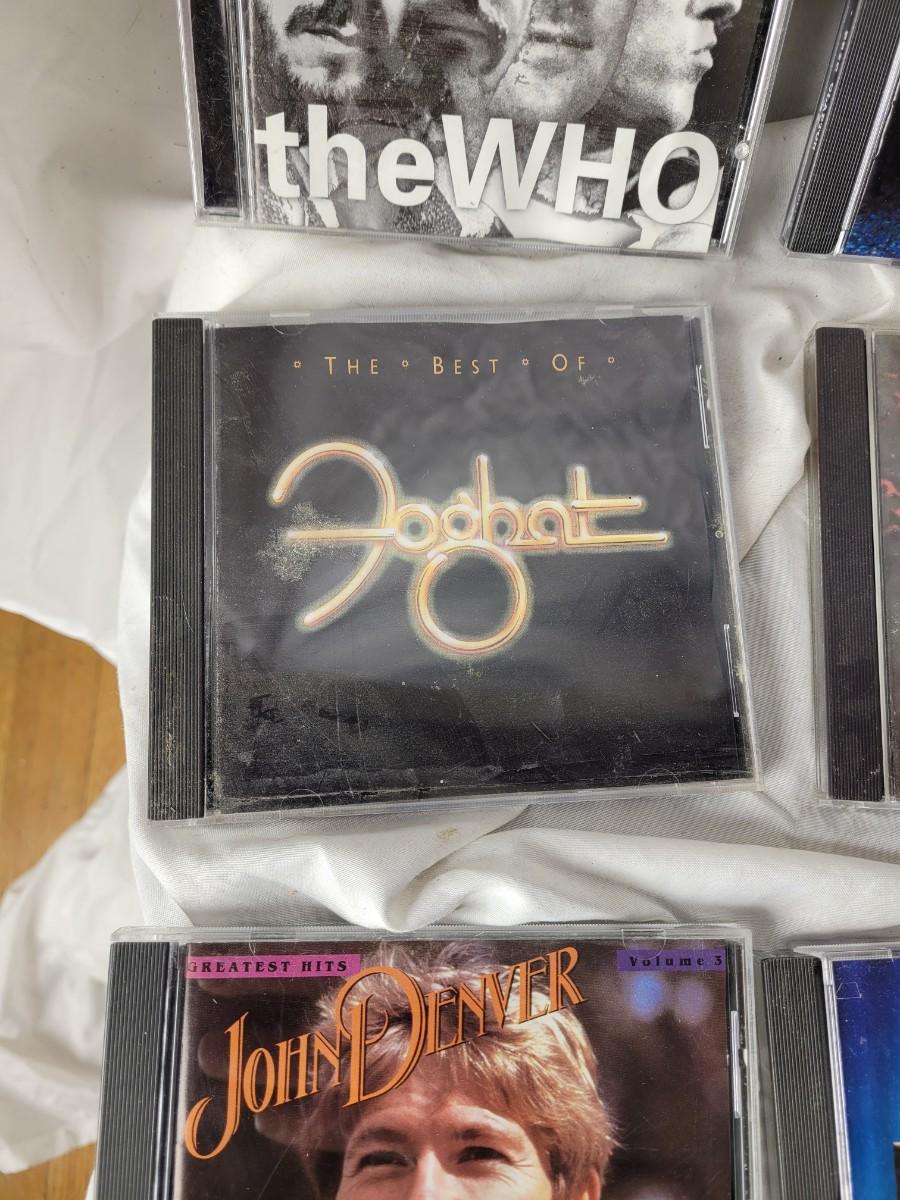 theWHO
° THE ° BEST ° OF °
Foghat
GREATEST HITS
Volume 3
JOHN DENVER